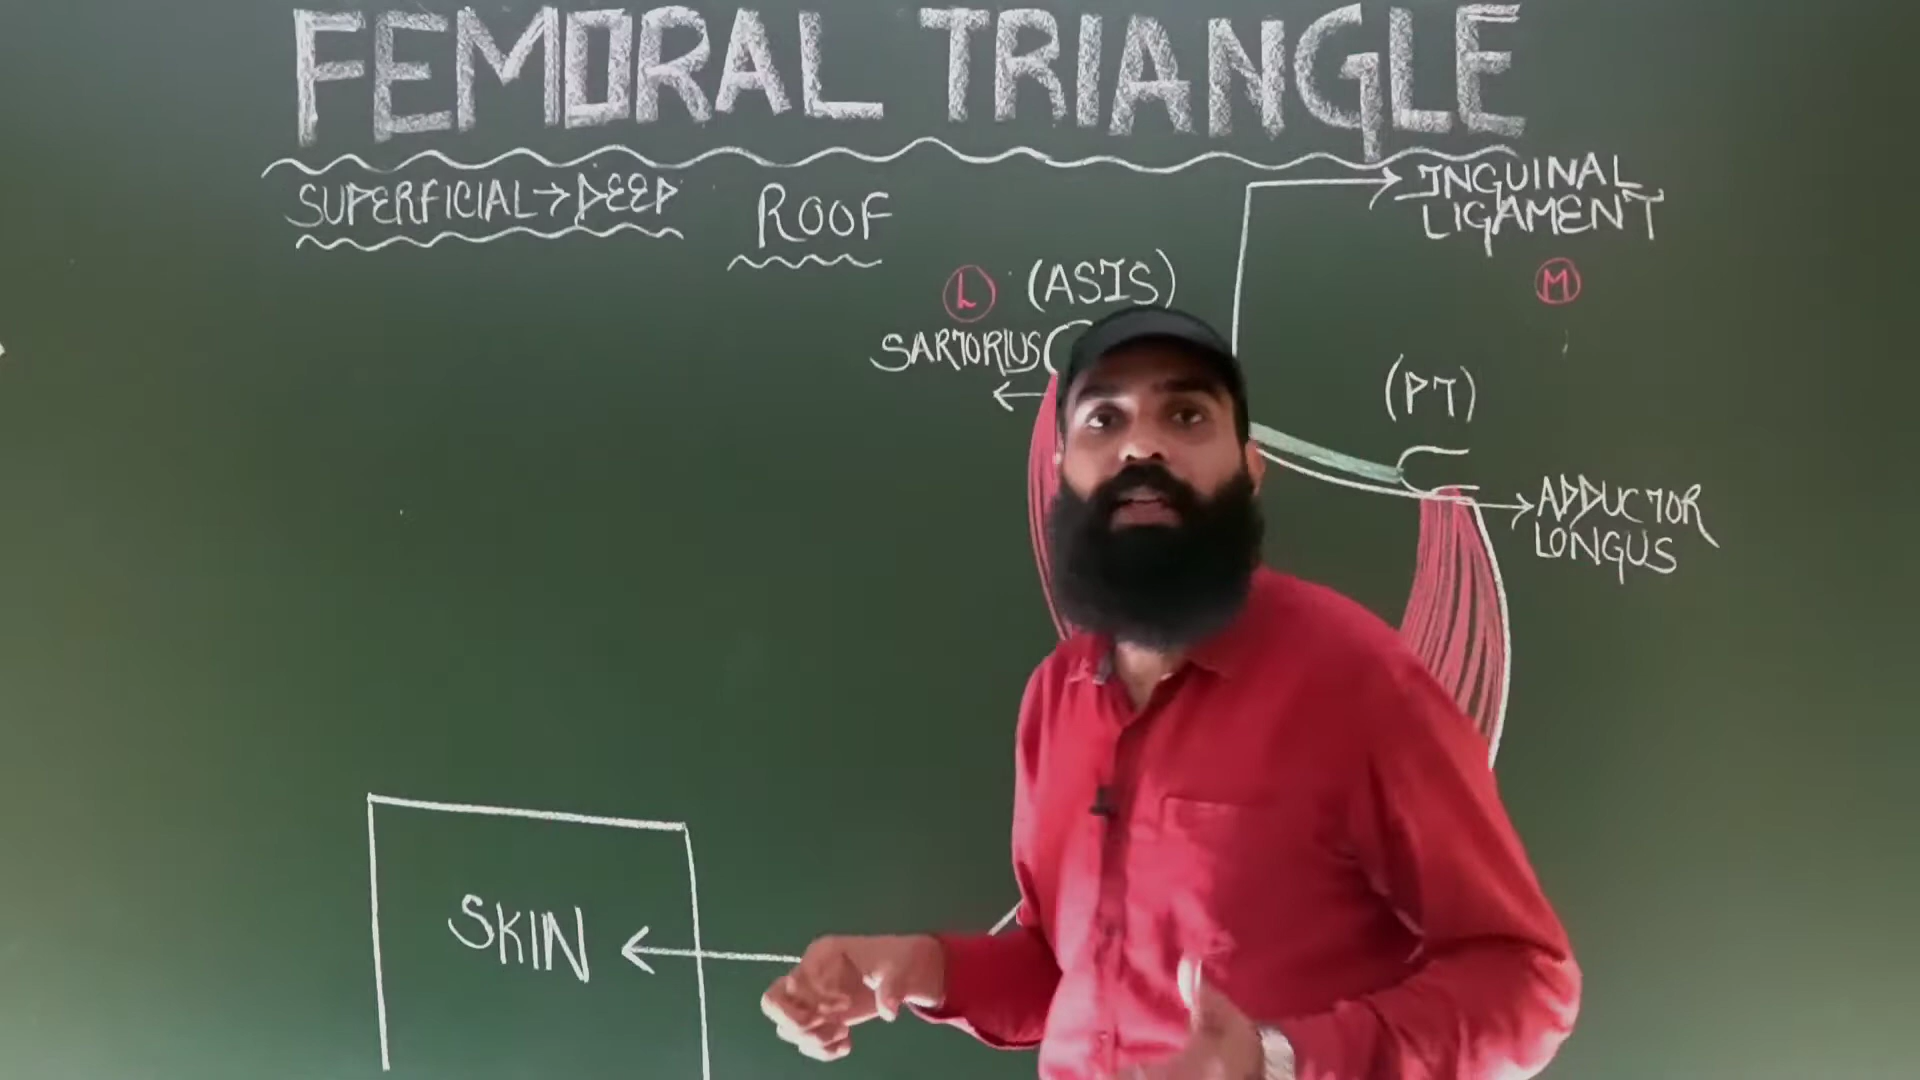 FEMORAL TRIANGLE
SUPERFICIAL→DEEP
ROOF
INGUINAL
LIGAMENT
L
(ASIS)
M
SARTORIUS
(PT)
ADDUCTOR
LONGUS
SKIN